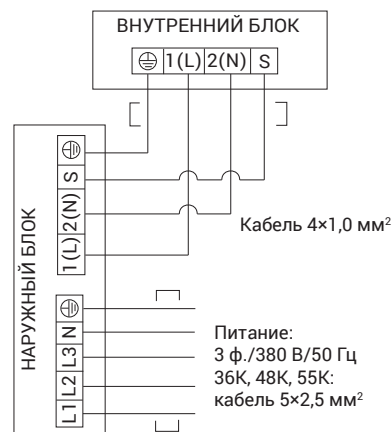 ВНУТРЕННИЙ БЛОК
⏚ 1(L) 2(N) S
НАРУЖНЫЙ БЛОК
⏚
S
2(N)
1(L)
Кабель 4×1,0 мм²
⏚
N
L3
L2
L1
Питание:
3 ф./380 В/50 Гц
36K, 48K, 55K:
кабель 5×2,5 мм²